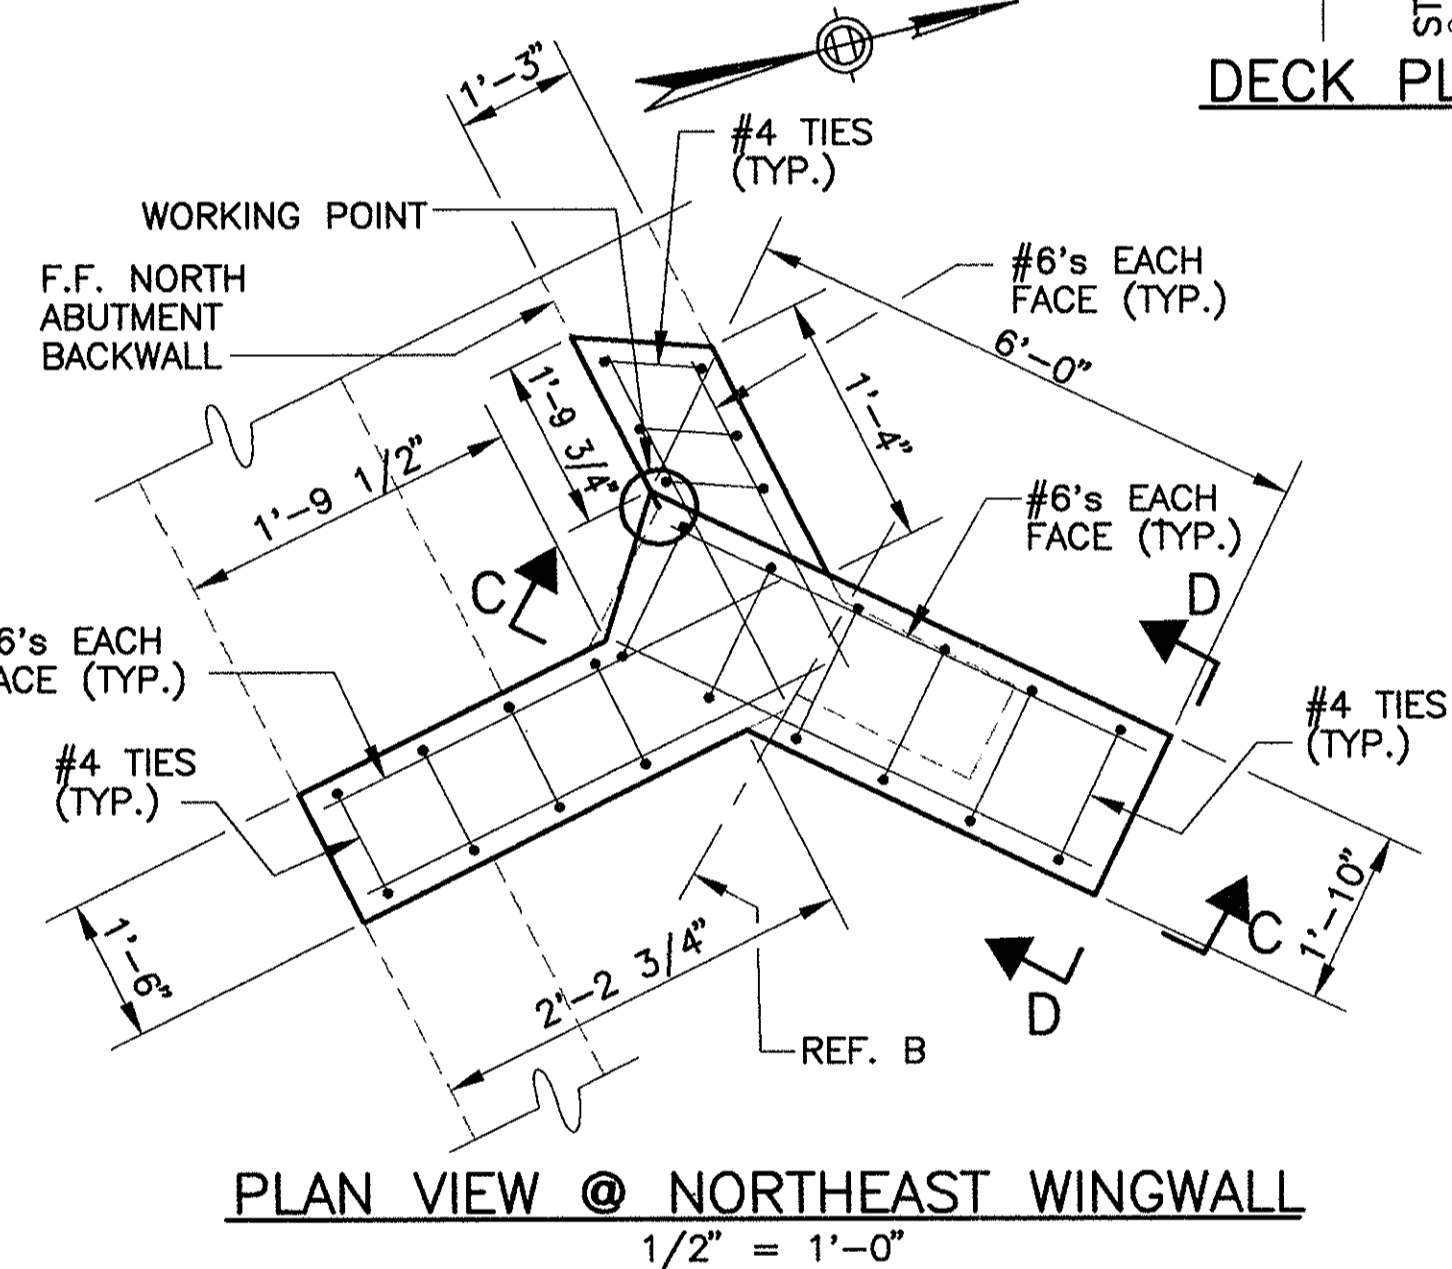 ST
DECK PL
1'-3"
#4 TIES
(TYP.)
WORKING POINT
F.F. NORTH
ABUTMENT
BACKWALL
#6's EACH
FACE (TYP.)
6'-0"
1'-9 3/4"
1'-4"
1'-9 1/2"
#6's EACH
FACE (TYP.)
C
D
6's EACH
ACE (TYP.)
#4 TIES
(TYP.)
#4 TIES
(TYP.)
1'-6"
2'-2 3/4"
1'-10"
C
D
REF. B
PLAN VIEW @ NORTHEAST WINGWALL
1/2" = 1'-0"